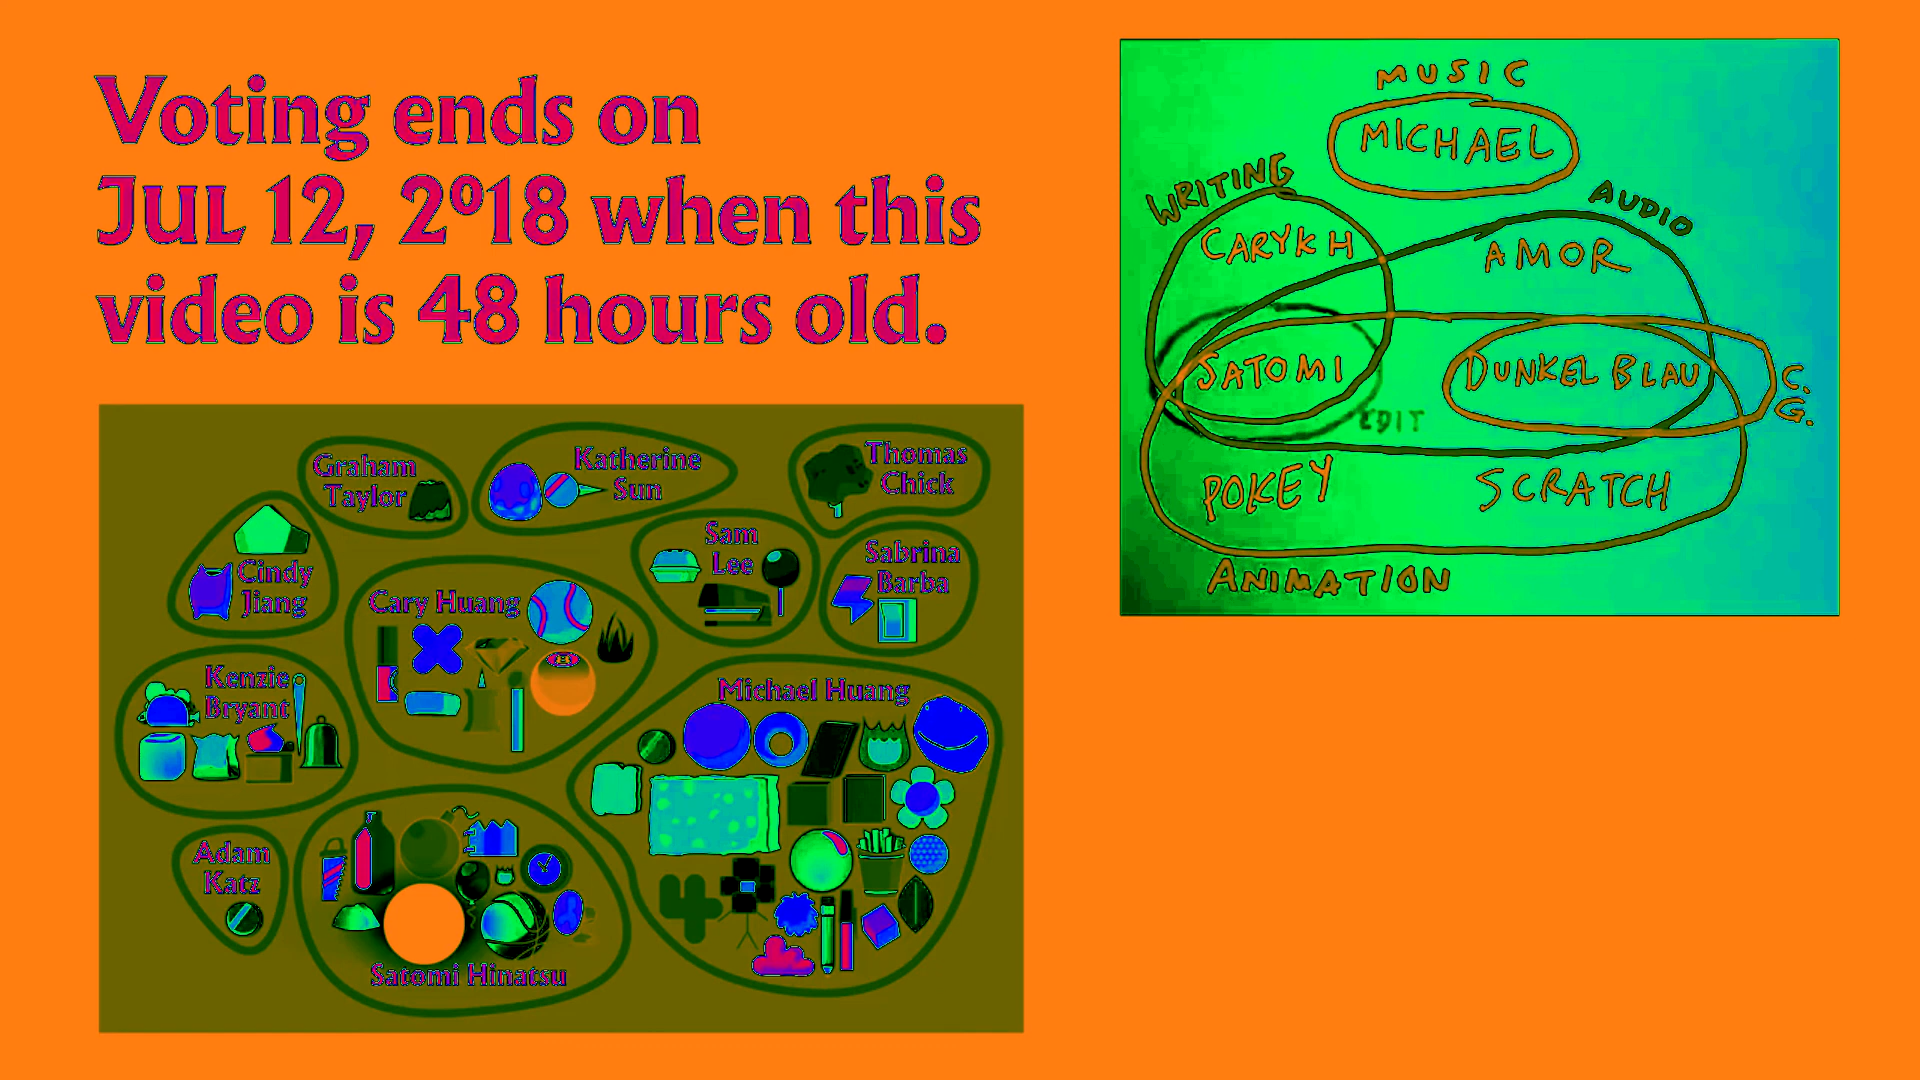 Voting ends on
JUL 12, 2018 when this
video is 48 hours old.
MUSIC
MICHAEL
WRITING
AUDIO
CARYKH
AMOR
SATOMI
DUNKELBLAU
C.
G.
EDIT
POKEY
SCRATCH
ANIMATION
Graham
Taylor
Katherine
Sun
Thomas
Chick
Cindy
Jiang
Cary Huang
Sam
Lee
Sabrina
Barba
Kenzie
Bryant
Michael Huang
4
Adam
Katz
Satomi Hinatsu